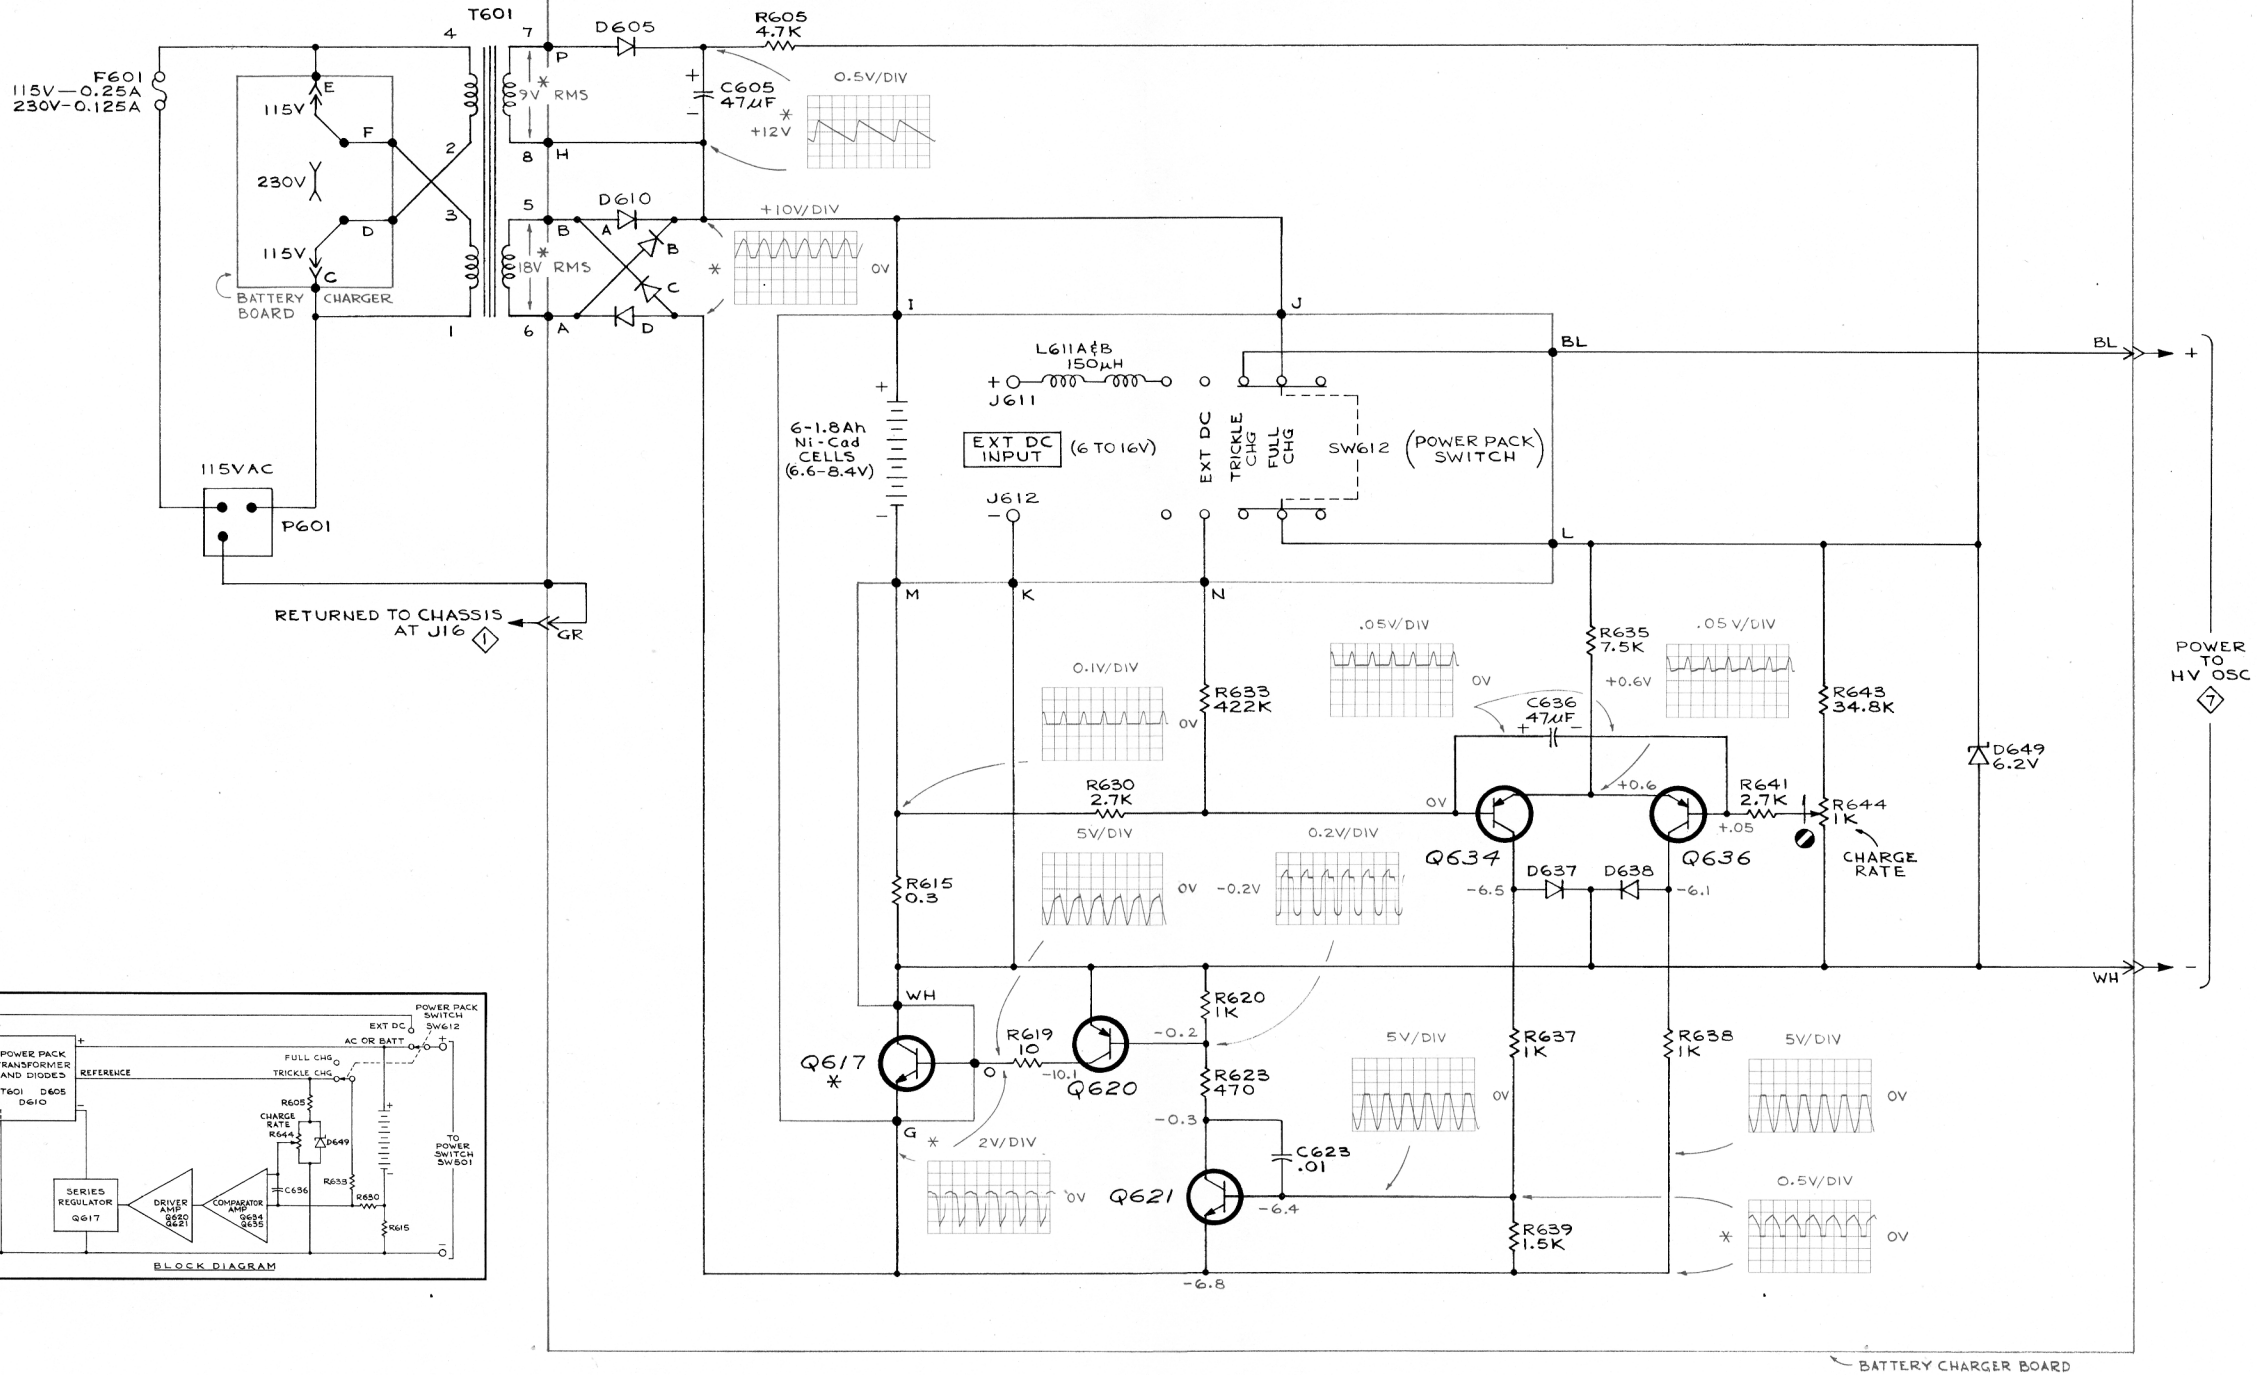 T601
F601
115V—0.25A
230V-0.125A
4
E
115V
F
2
230V
3
D
115V
C
BATTERY CHARGER
BOARD
1
115VAC
P601
RETURNED TO CHASSIS
AT J16
1
GR
7
P
*
9V RMS
8
H
5
B
*
18V RMS
6
A
D605
R605
4.7K
+
C605
47µF
-
0.5V/DIV
*
+12V
D610
A
B
C
D
+10V/DIV
*
0V
I
J
+
6-1.8Ah
Ni-Cad
CELLS
(6.6-8.4V)
-
L611A&B
150µH
+
J611
EXT DC
INPUT
(6 TO 16V)
J612
-
EXT DC
TRICKLE
CHG
FULL
CHG
SW612
(POWER PACK
SWITCH)
BL
BL
+
L
M
K
N
POWER
TO
HV OSC
7
WH
-
0.1V/DIV
0V
R633
422K
.05V/DIV
0V
R635
7.5K
+0.6V
.05V/DIV
C636
47µF
+
-
R643
34.8K
D649
6.2V
R630
2.7K
0V
+0.6
R641
2.7K
+.05
R644
1K
CHARGE
RATE
Q634
Q636
-6.5
D637
D638
-6.1
R615
0.3
5V/DIV
0V
-0.2V
0.2V/DIV
WH
R620
1K
-0.2
R619
10
-10.1
O
Q617
*
Q620
R623
470
-0.3
C623
.01
Q621
-6.4
G
*
2V/DIV
0V
R637
1K
R638
1K
5V/DIV
0V
5V/DIV
0V
0.5V/DIV
*
0V
R639
1.5K
-6.8
BATTERY CHARGER BOARD
POWER PACK
SWITCH
SW612
EXT DC
AC OR BATT
+
FULL CHG
TRICKLE CHG
POWER PACK
TRANSFORMER
AND DIODES
T601 D605
D610
+
REFERENCE
-
R605
CHARGE
RATE
R644
D649
+
-
R633
R630
C636
R615
TO
POWER
SWITCH
SW501
-
SERIES
REGULATOR
Q617
DRIVER
AMP
Q620
Q621
COMPARATOR
AMP
Q634
Q635
BLOCK DIAGRAM